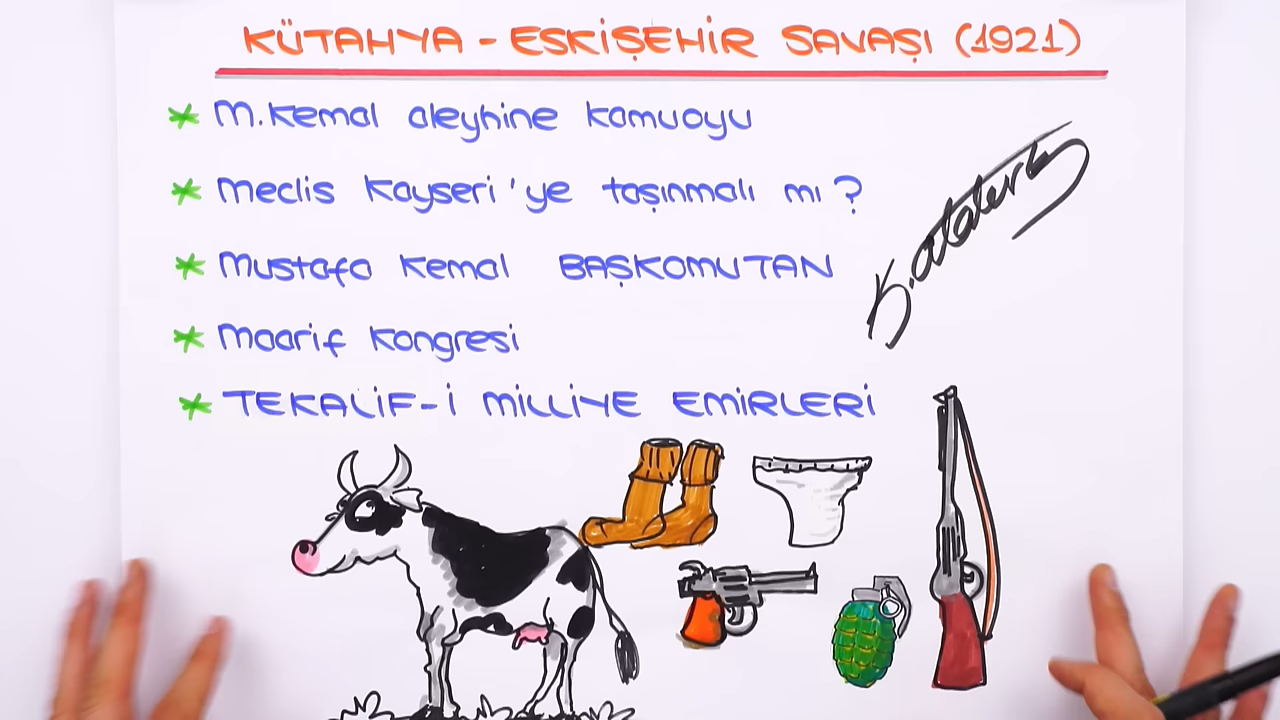 KÜTAHYA - ESKİŞEHİR SAVAŞI (1921)
* M.Kemal aleyhine kamuoyu
* Meclis Kayseri'ye taşınmalı mı?
* Mustafa Kemal BAŞKOMUTAN
* Maarif Kongresi
* TEKALİF-İ MİLLİYE EMİRLERİ
K.Atatürk